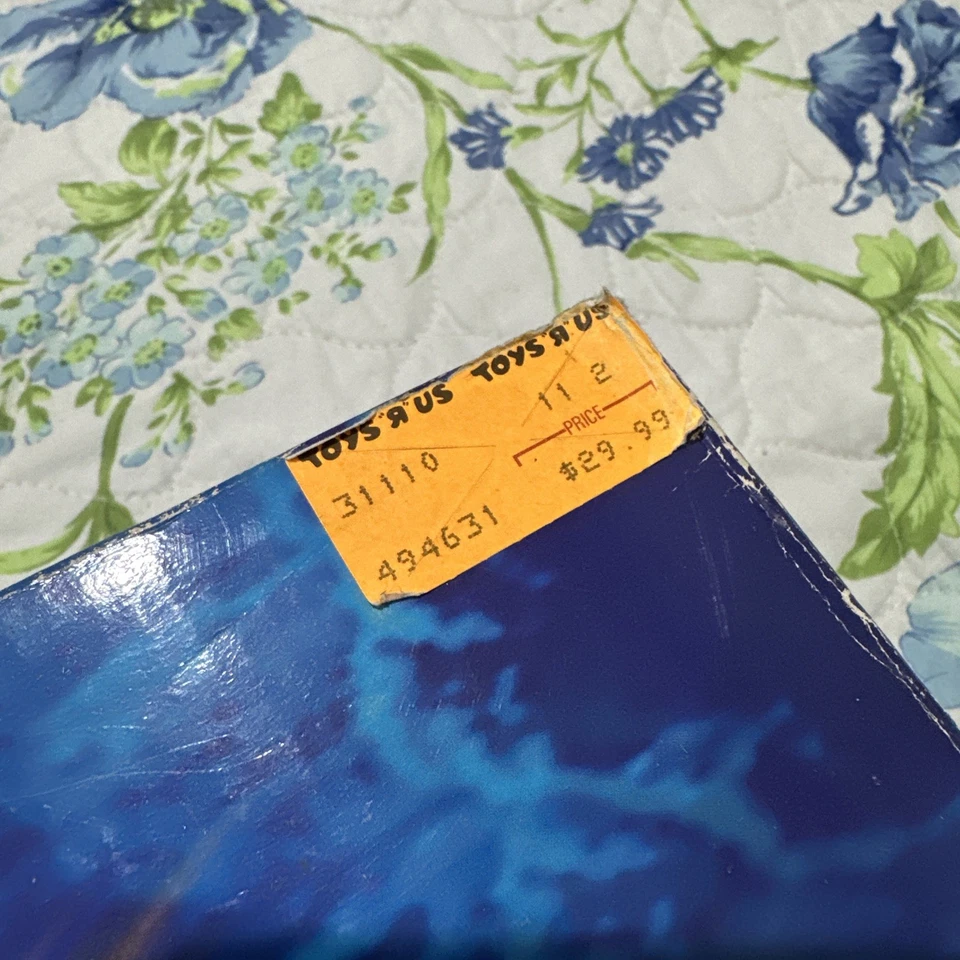 TOYS "R" US TOYS "R" US
31110 11 2
PRICE
494631 $29.99